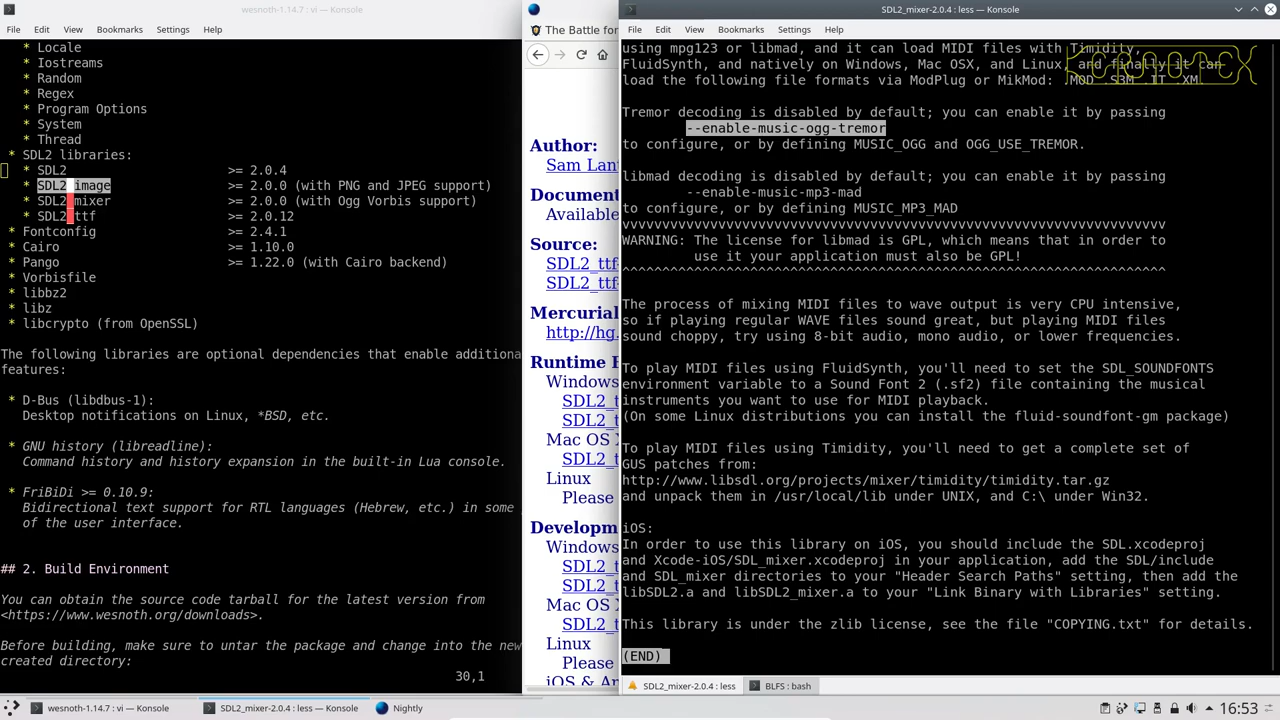 wesnoth-1.14.7 : vi — Konsole
File Edit View Bookmarks Settings Help
* Locale
* Iostreams
* Random
* Regex
* Program Options
* System
* Thread
* SDL2 libraries:
* SDL2 >= 2.0.4
* SDL2_image >= 2.0.0 (with PNG and JPEG support)
* SDL2_mixer >= 2.0.0 (with Ogg Vorbis support)
* SDL2_ttf >= 2.0.12
* Fontconfig >= 2.4.1
* Cairo >= 1.10.0
* Pango >= 1.22.0 (with Cairo backend)
* Vorbisfile
* libbz2
* libz
* libcrypto (from OpenSSL)
The following libraries are optional dependencies that enable additiona
features:
* D-Bus (libdbus-1):
Desktop notifications on Linux, *BSD, etc.
* GNU history (libreadline):
Command history and history expansion in the built-in Lua console.
* FriBiDi >= 0.10.9:
Bidirectional text support for RTL languages (Hebrew, etc.) in some
of the user interface.
## 2. Build Environment
You can obtain the source code tarball for the latest version from
<https://www.wesnoth.org/downloads>.
Before building, make sure to untar the package and change into the new
created directory:
30,1
The Battle for
Author:
Sam Lant
Document
Available
Source:
SDL2_ttf-
SDL2_ttf-
Mercurial
http://hg.
Runtime B
Windows
SDL2_t
SDL2_t
Mac OS X
SDL2_t
Linux
Please
Developm
Windows
SDL2_t
SDL2_t
Mac OS X
SDL2_t
Linux
Please
iOS & An
SDL2_mixer-2.0.4 : less — Konsole
File Edit View Bookmarks Settings Help
using mpg123 or libmad, and it can load MIDI files with Timidity,
FluidSynth, and natively on Windows, Mac OSX, and Linux, and finally it can
load the following file formats via ModPlug or MikMod: .MOD .S3M .IT .XM.
Tremor decoding is disabled by default; you can enable it by passing
--enable-music-ogg-tremor
to configure, or by defining MUSIC_OGG and OGG_USE_TREMOR.
libmad decoding is disabled by default; you can enable it by passing
--enable-music-mp3-mad
to configure, or by defining MUSIC_MP3_MAD
vvvvvvvvvvvvvvvvvvvvvvvvvvvvvvvvvvvvvvvvvvvvvvvvvvvvvvvvvvvvvvvvvvvv
WARNING: The license for libmad is GPL, which means that in order to
use it your application must also be GPL!
^^^^^^^^^^^^^^^^^^^^^^^^^^^^^^^^^^^^^^^^^^^^^^^^^^^^^^^^^^^^^^^^^^^^
The process of mixing MIDI files to wave output is very CPU intensive,
so if playing regular WAVE files sound great, but playing MIDI files
sound choppy, try using 8-bit audio, mono audio, or lower frequencies.
To play MIDI files using FluidSynth, you'll need to set the SDL_SOUNDFONTS
environment variable to a Sound Font 2 (.sf2) file containing the musical
instruments you want to use for MIDI playback.
(On some Linux distributions you can install the fluid-soundfont-gm package)
To play MIDI files using Timidity, you'll need to get a complete set of
GUS patches from:
http://www.libsdl.org/projects/mixer/timidity/timidity.tar.gz
and unpack them in /usr/local/lib under UNIX, and C:\ under Win32.
iOS:
In order to use this library on iOS, you should include the SDL.xcodeproj
and Xcode-iOS/SDL_mixer.xcodeproj in your application, add the SDL/include
and SDL_mixer directories to your "Header Search Paths" setting, then add the
libSDL2.a and libSDL2_mixer.a to your "Link Binary with Libraries" setting.
This library is under the zlib license, see the file "COPYING.txt" for details.
(END)
SDL2_mixer-2.0.4 : less BLFS : bash
wesnoth-1.14.7 : vi — Konsole SDL2_mixer-2.0.4 : less — Konsole Nightly 16:53